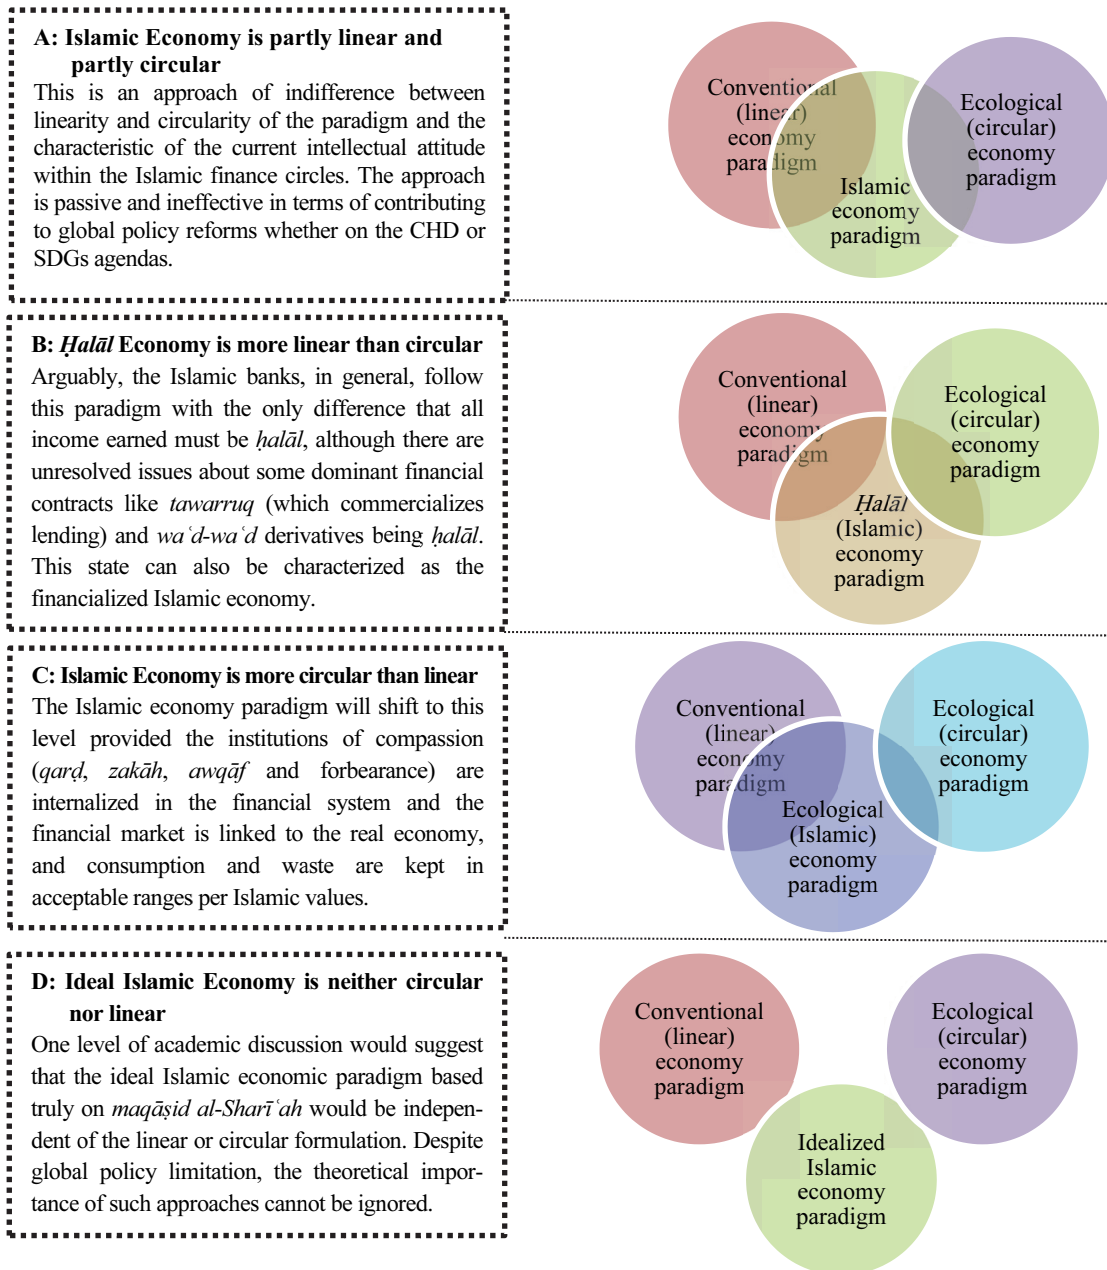 A: Islamic Economy is partly linear and
partly circular
This is an approach of indifference between
linearity and circularity of the paradigm and the
characteristic of the current intellectual attitude
within the Islamic finance circles. The approach
is passive and ineffective in terms of contributing
to global policy reforms whether on the CHD or
SDGs agendas.
Conventional
(linear)
economy
paradigm
Islamic
economy
paradigm
Ecological
(circular)
economy
paradigm
B: Ḥalāl Economy is more linear than circular
Arguably, the Islamic banks, in general, follow
this paradigm with the only difference that all
income earned must be ḥalāl, although there are
unresolved issues about some dominant financial
contracts like tawarruq (which commercializes
lending) and waʿd-waʿd derivatives being ḥalāl.
This state can also be characterized as the
financialized Islamic economy.
Conventional
(linear)
economy
paradigm
Ḥalāl
(Islamic)
economy
paradigm
Ecological
(circular)
economy
paradigm
C: Islamic Economy is more circular than linear
The Islamic economy paradigm will shift to this
level provided the institutions of compassion
(qarḍ, zakāh, awqāf and forbearance) are
internalized in the financial system and the
financial market is linked to the real economy,
and consumption and waste are kept in
acceptable ranges per Islamic values.
Conventional
(linear)
economy
paradigm
Ecological
(Islamic)
economy
paradigm
Ecological
(circular)
economy
paradigm
D: Ideal Islamic Economy is neither circular
nor linear
One level of academic discussion would suggest
that the ideal Islamic economic paradigm based
truly on maqāṣid al-Sharīʿah would be indepen-
dent of the linear or circular formulation. Despite
global policy limitation, the theoretical impor-
tance of such approaches cannot be ignored.
Conventional
(linear)
economy
paradigm
Idealized
Islamic
economy
paradigm
Ecological
(circular)
economy
paradigm